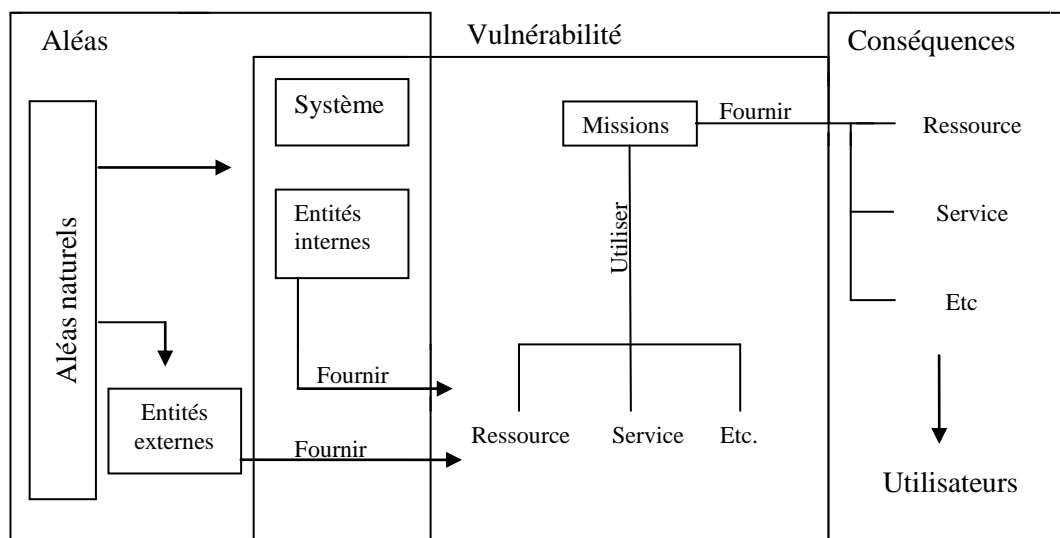 Aléas
Vulnérabilité
Conséquences
Système
Missions
Fournir
Ressource
Aléas naturels
Entités
internes
Utiliser
Service
Etc
Fournir
Entités
externes
Fournir
Ressource
Service
Etc.
Utilisateurs